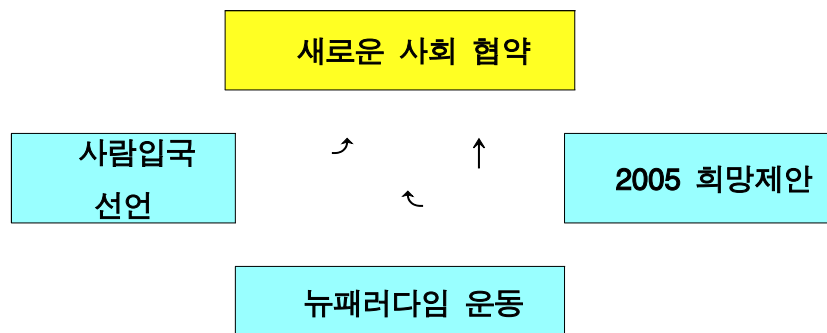 새로운 사회 협약
사람입국
선언
2005 희망제안
뉴패러다임 운동